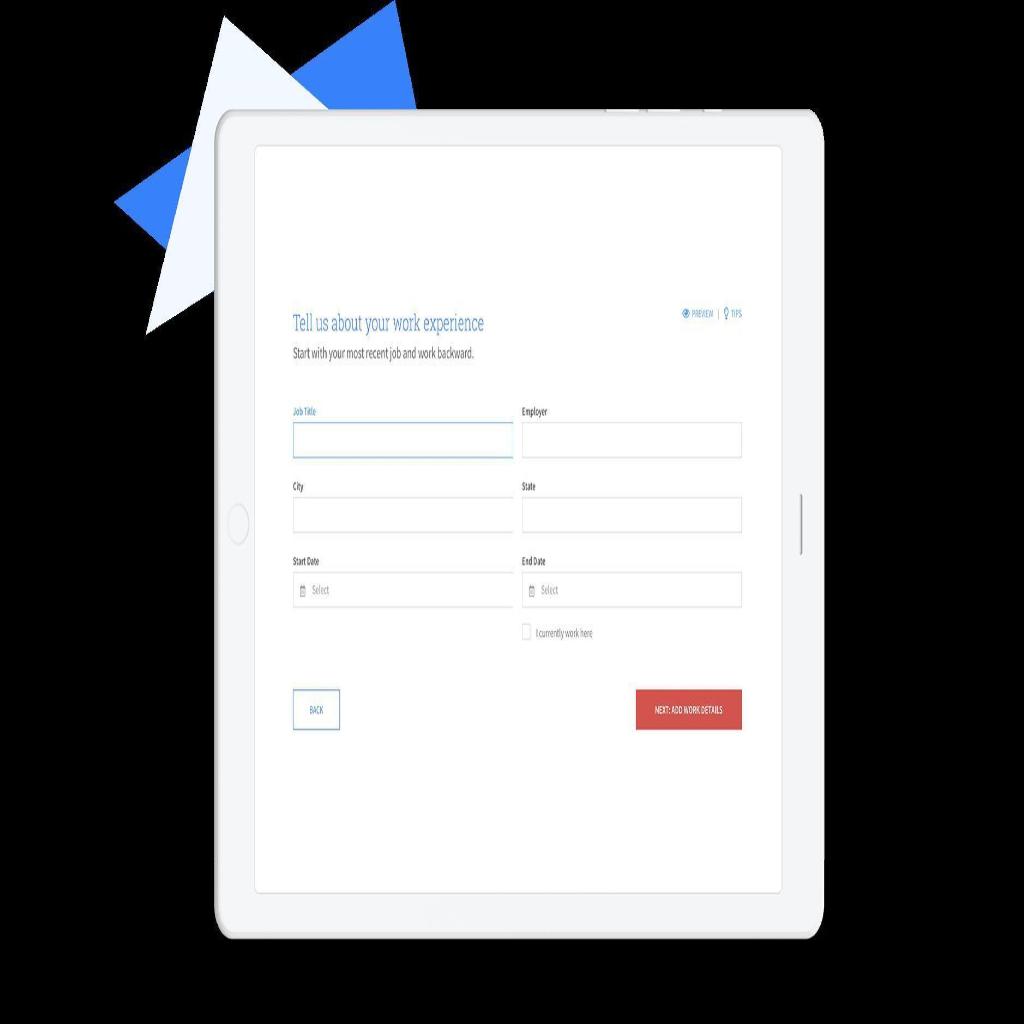 Tell us about your work experience
PREVIEW | TIPS
Start with your most recent job and work backward.
Job Title
Employer
City
State
Start Date
End Date
Select
Select
I currently work here
BACK
NEXT: ADD WORK DETAILS